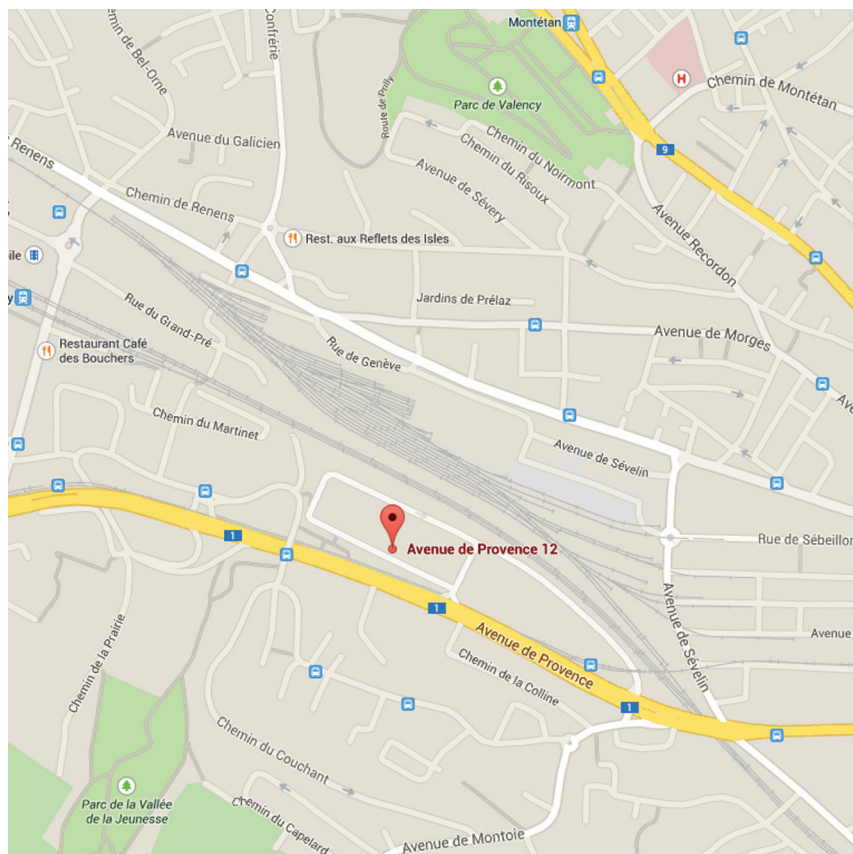 Montétan
H
Chemin de Montétan
Confrérie
Chemin de Bel-Orne
Route de Prilly
Parc de Valency
Avenue du Galicien
Renens
Chemin du Noirmont
Chemin du Risoux
9
Avenue de Sévery
Chemin de Renens
Avenue Recordon
Rest. aux Reflets des Isles
Jardins de Prélaz
Rue du Grand-Pré
Avenue de Morges
Restaurant Café
des Bouchers
Rue de Genève
Chemin du Martinet
Avenue de Sévelin
1
Avenue de Provence 12
Rue de Sébeillon
1
Avenue de Provence
Avenue
Avenue de Sévelin
Chemin de la Prairie
Chemin de la Colline
1
Chemin du Couchant
Parc de la Vallée
de la Jeunesse
Chemin du Capelard
Avenue de Montoie